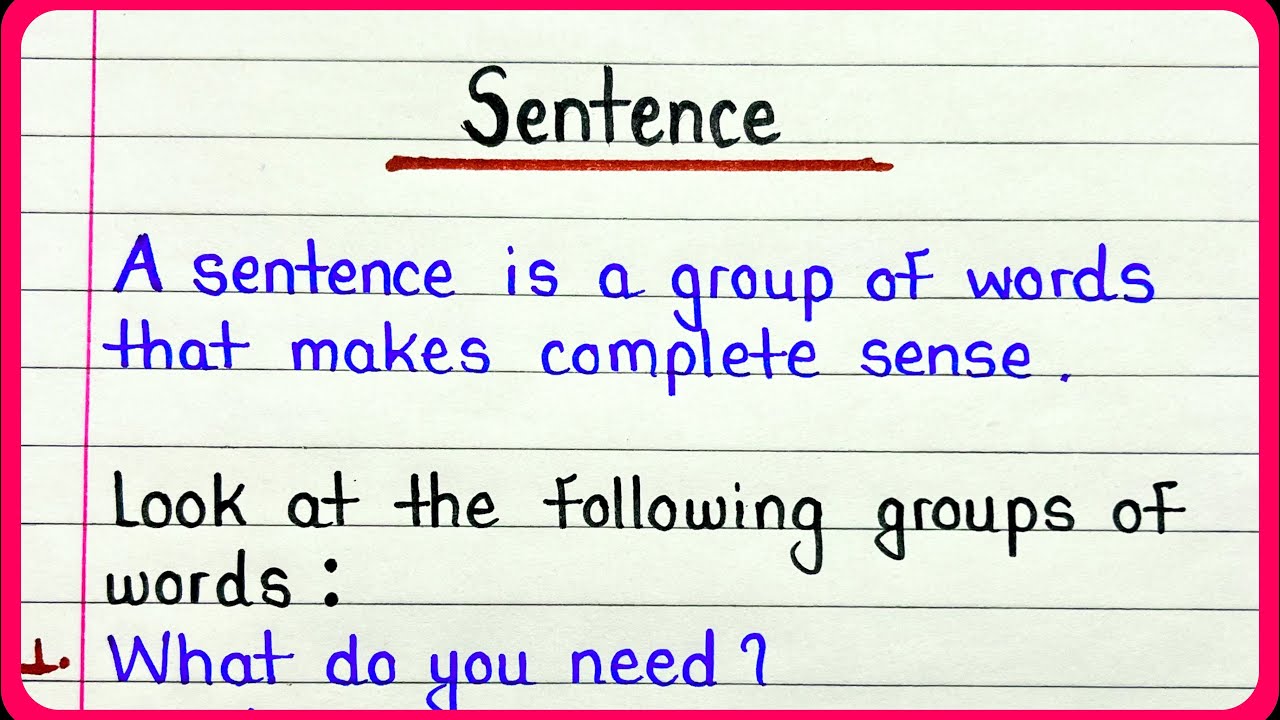 Sentence
A sentence is a group of words
that makes complete sense.
Look at the following groups of
words :
1. What do you need ?